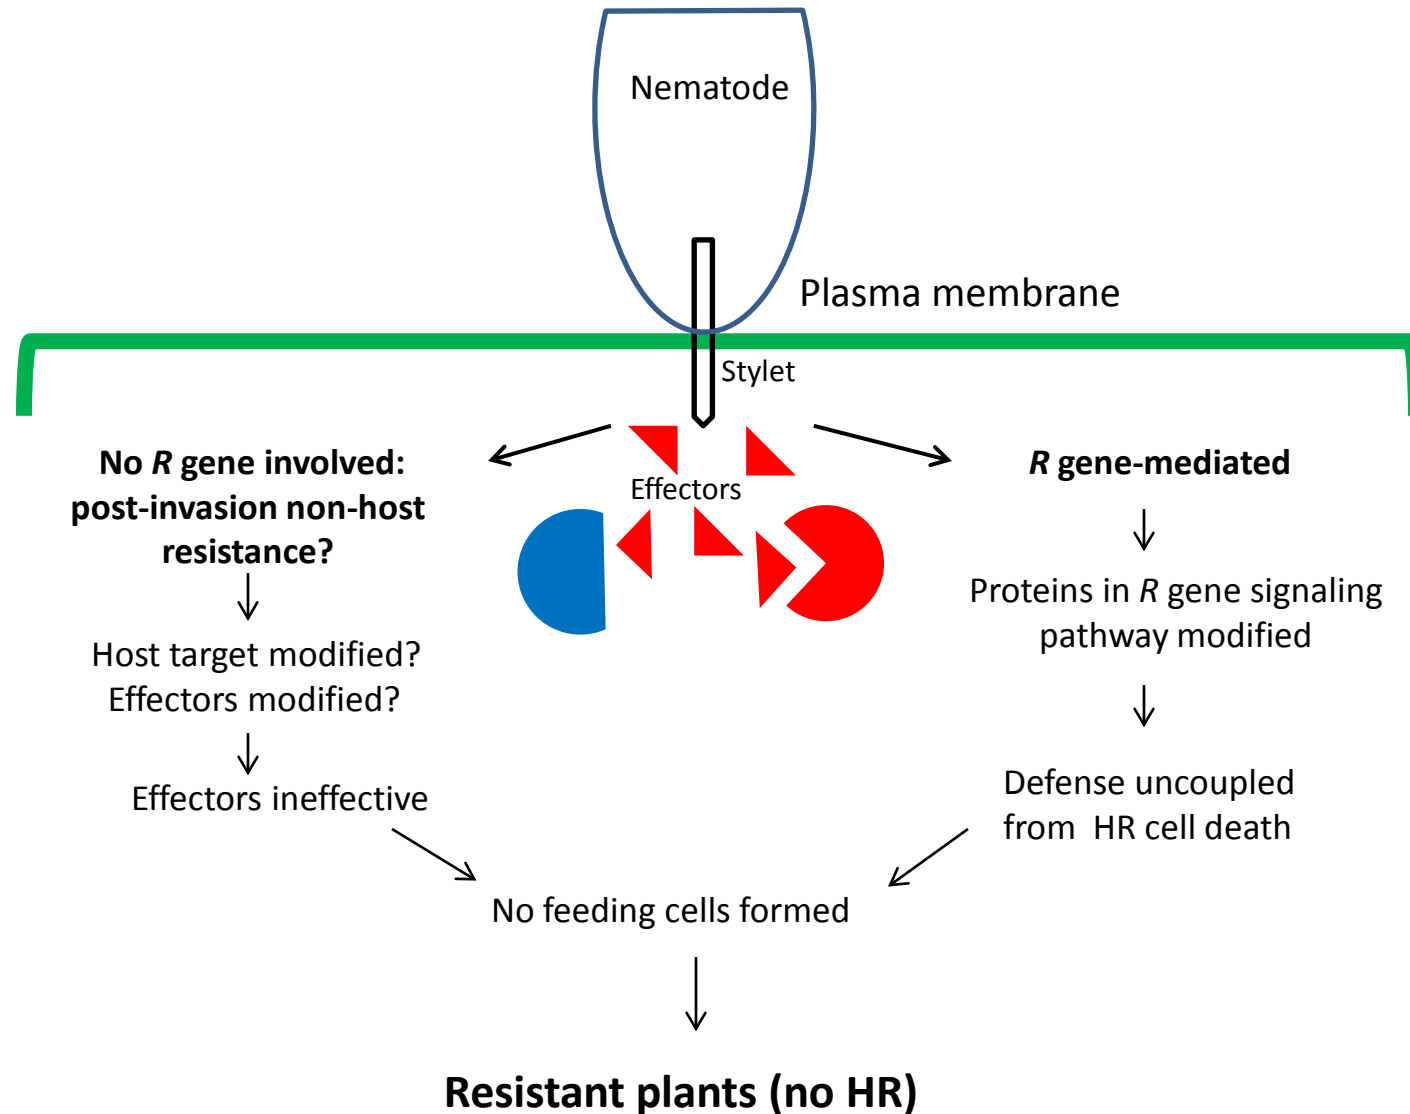 Nematode
Plasma membrane
Stylet
No R gene involved:
post-invasion non-host
resistance?
Effectors
R gene-mediated
Host target modified?
Effectors modified?
Proteins in R gene signaling
pathway modified
Effectors ineffective
Defense uncoupled
from HR cell death
No feeding cells formed
Resistant plants (no HR)